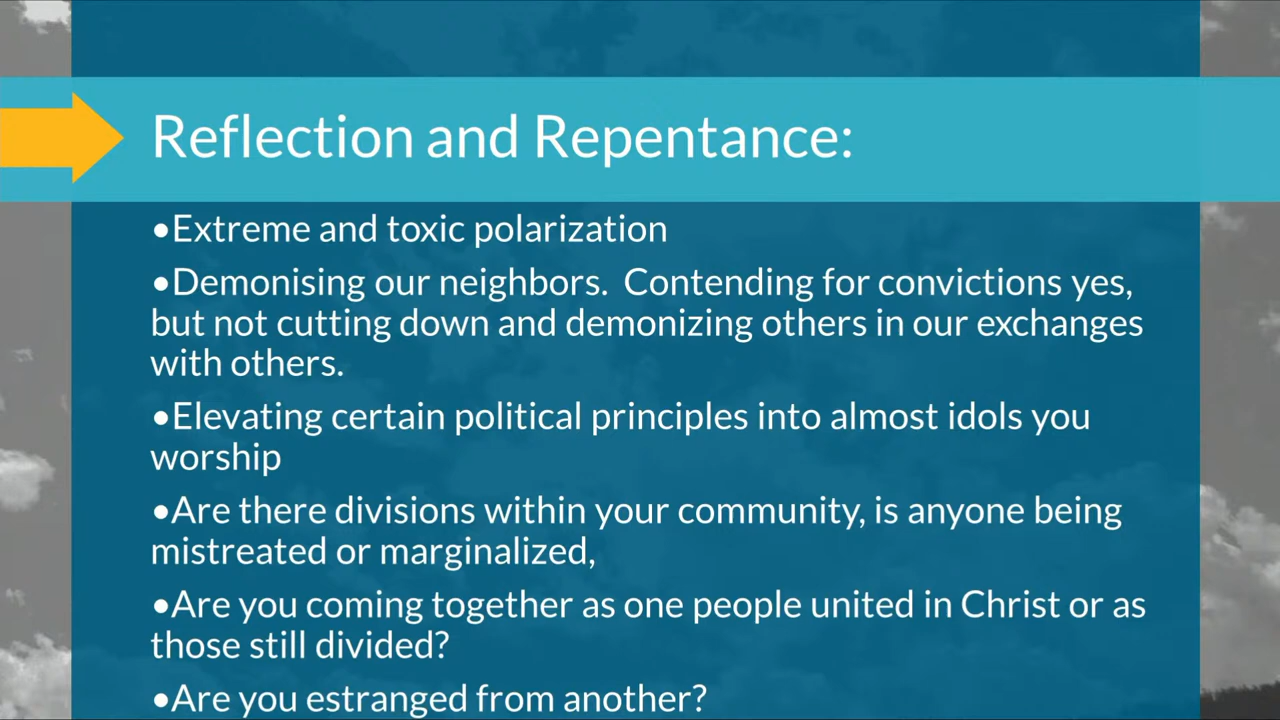 Reflection and Repentance:
•Extreme and toxic polarization
•Demonising our neighbors.  Contending for convictions yes,
but not cutting down and demonizing others in our exchanges
with others.
•Elevating certain political principles into almost idols you
worship
•Are there divisions within your community, is anyone being
mistreated or marginalized,
•Are you coming together as one people united in Christ or as
those still divided?
•Are you estranged from another?